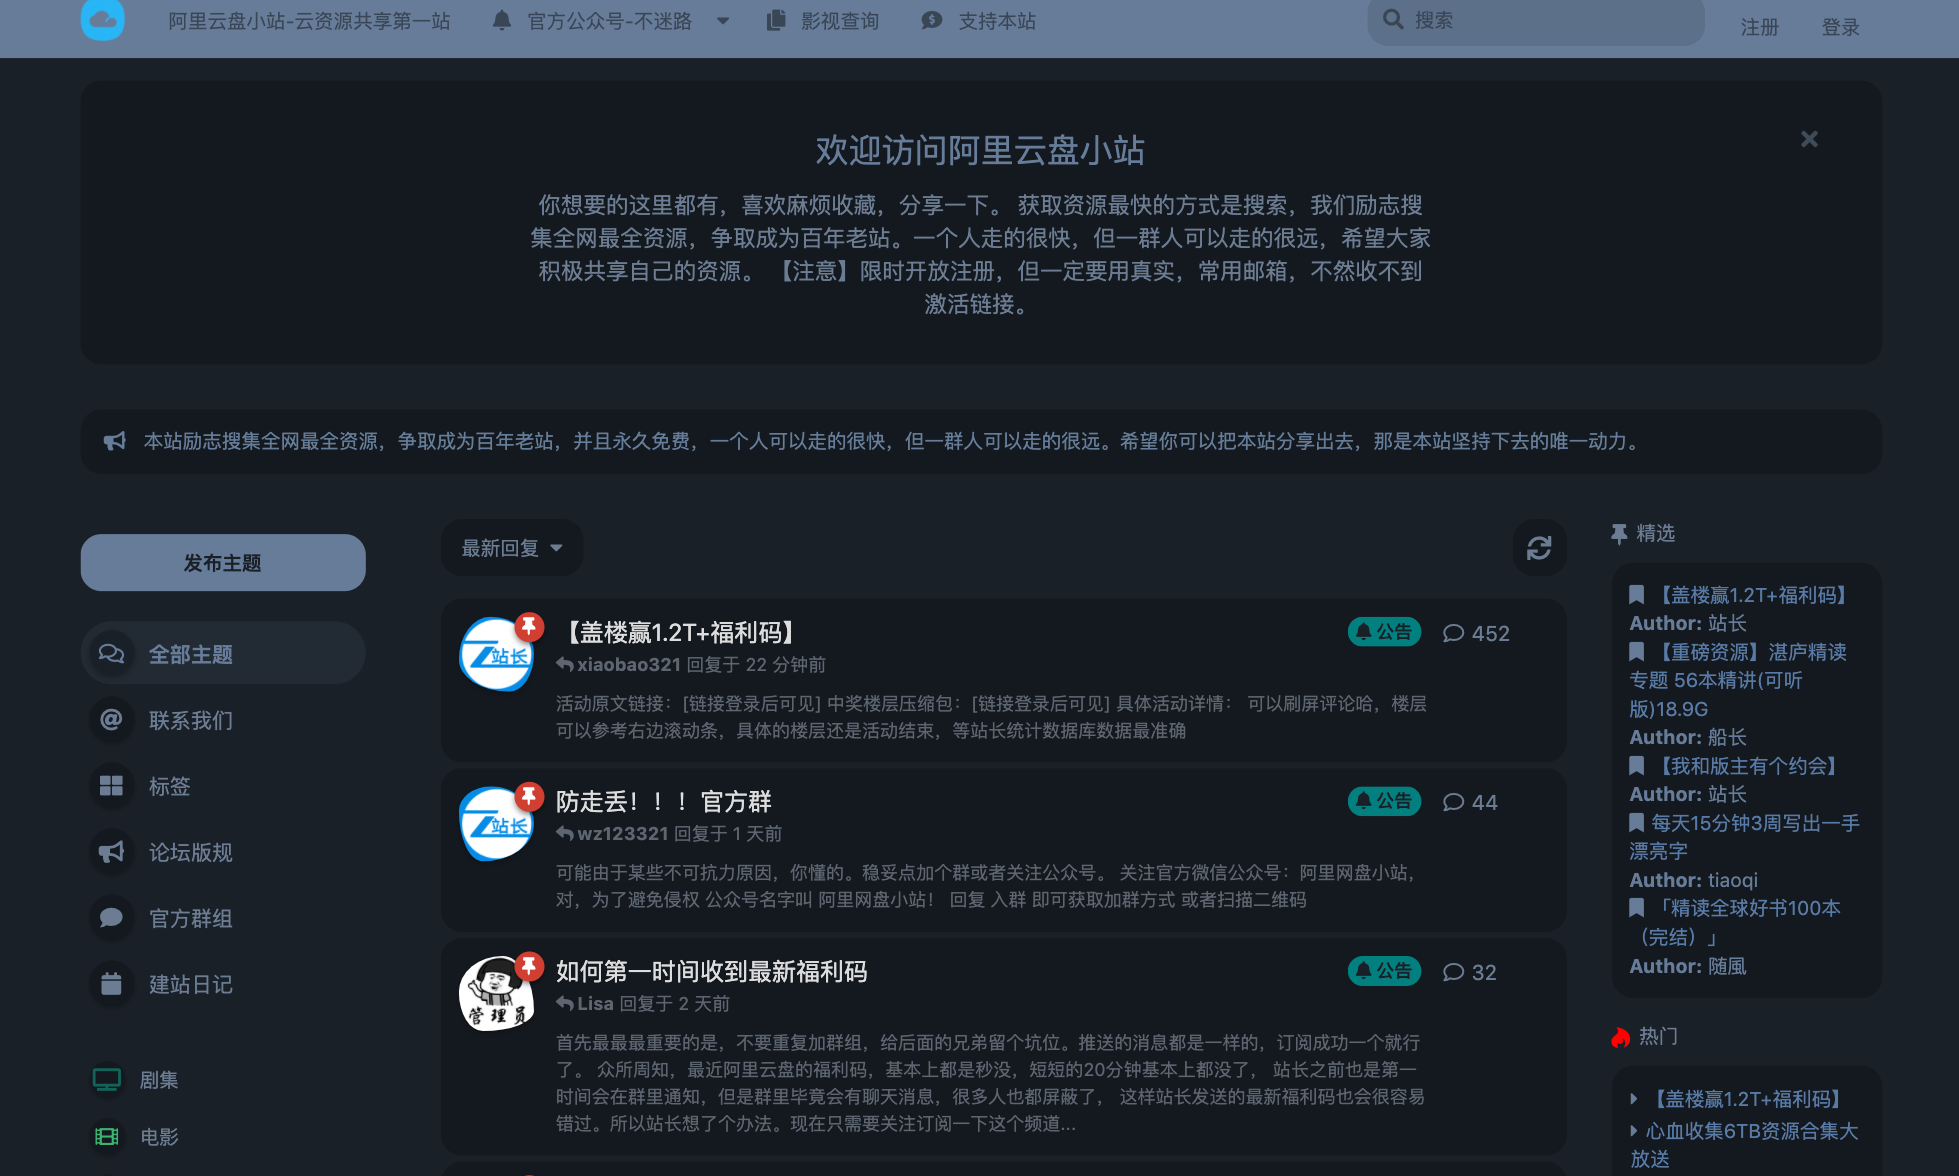 阿里云盘小站-云资源共享第一站
官方公众号-不迷路
影视查询
支持本站
搜索
注册
登录
欢迎访问阿里云盘小站
你想要的这里都有，喜欢麻烦收藏，分享一下。 获取资源最快的方式是搜索，我们励志搜
集全网最全资源，争取成为百年老站。一个人走的很快，但一群人可以走的很远，希望大家
积极共享自己的资源。 【注意】限时开放注册，但一定要用真实，常用邮箱，不然收不到
激活链接。
本站励志搜集全网最全资源，争取成为百年老站，并且永久免费，一个人可以走的很快，但一群人可以走的很远。希望你可以把本站分享出去，那是本站坚持下去的唯一动力。
发布主题
全部主题
联系我们
标签
论坛版规
官方群组
建站日记
剧集
电影
最新回复
站长
【盖楼赢1.2T+福利码】
公告
452
xiaobao321 回复于 22 分钟前
活动原文链接：[链接登录后可见] 中奖楼层压缩包：[链接登录后可见] 具体活动详情： 可以刷屏评论哈，楼层
可以参考右边滚动条，具体的楼层还是活动结束，等站长统计数据库数据最准确
站长
防走丢！！！官方群
公告
44
wz123321 回复于 1 天前
可能由于某些不可抗力原因，你懂的。稳妥点加个群或者关注公众号。 关注官方微信公众号：阿里网盘小站，
对，为了避免侵权 公众号名字叫 阿里网盘小站！ 回复 入群 即可获取加群方式 或者扫描二维码
管理员
如何第一时间收到最新福利码
公告
32
Lisa 回复于 2 天前
首先最最最重要的是，不要重复加群组，给后面的兄弟留个坑位。推送的消息都是一样的，订阅成功一个就行
了。 众所周知，最近阿里云盘的福利码，基本上都是秒没，短短的20分钟基本上都没了， 站长之前也是第一
时间会在群里通知，但是群里毕竟会有聊天消息，很多人也都屏蔽了， 这样站长发送的最新福利码也会很容易
错过。所以站长想了个办法。现在只需要关注订阅一下这个频道...
精选
【盖楼赢1.2T+福利码】
Author: 站长
【重磅资源】湛庐精读
专题 56本精讲(可听
版)18.9G
Author: 船长
【我和版主有个约会】
Author: 站长
每天15分钟3周写出一手
漂亮字
Author: tiaoqi
「精读全球好书100本
（完结）」
Author: 随風
热门
【盖楼赢1.2T+福利码】
心血收集6TB资源合集大
放送